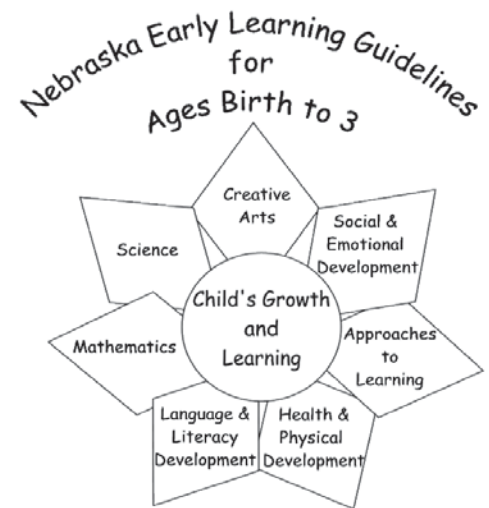 Nebraska Early Learning Guidelines
for
Ages Birth to 3
Creative
Arts
Social &
Emotional
Development
Approaches
to
Learning
Health &
Physical
Development
Language &
Literacy
Development
Mathematics
Science
Child's Growth
and
Learning